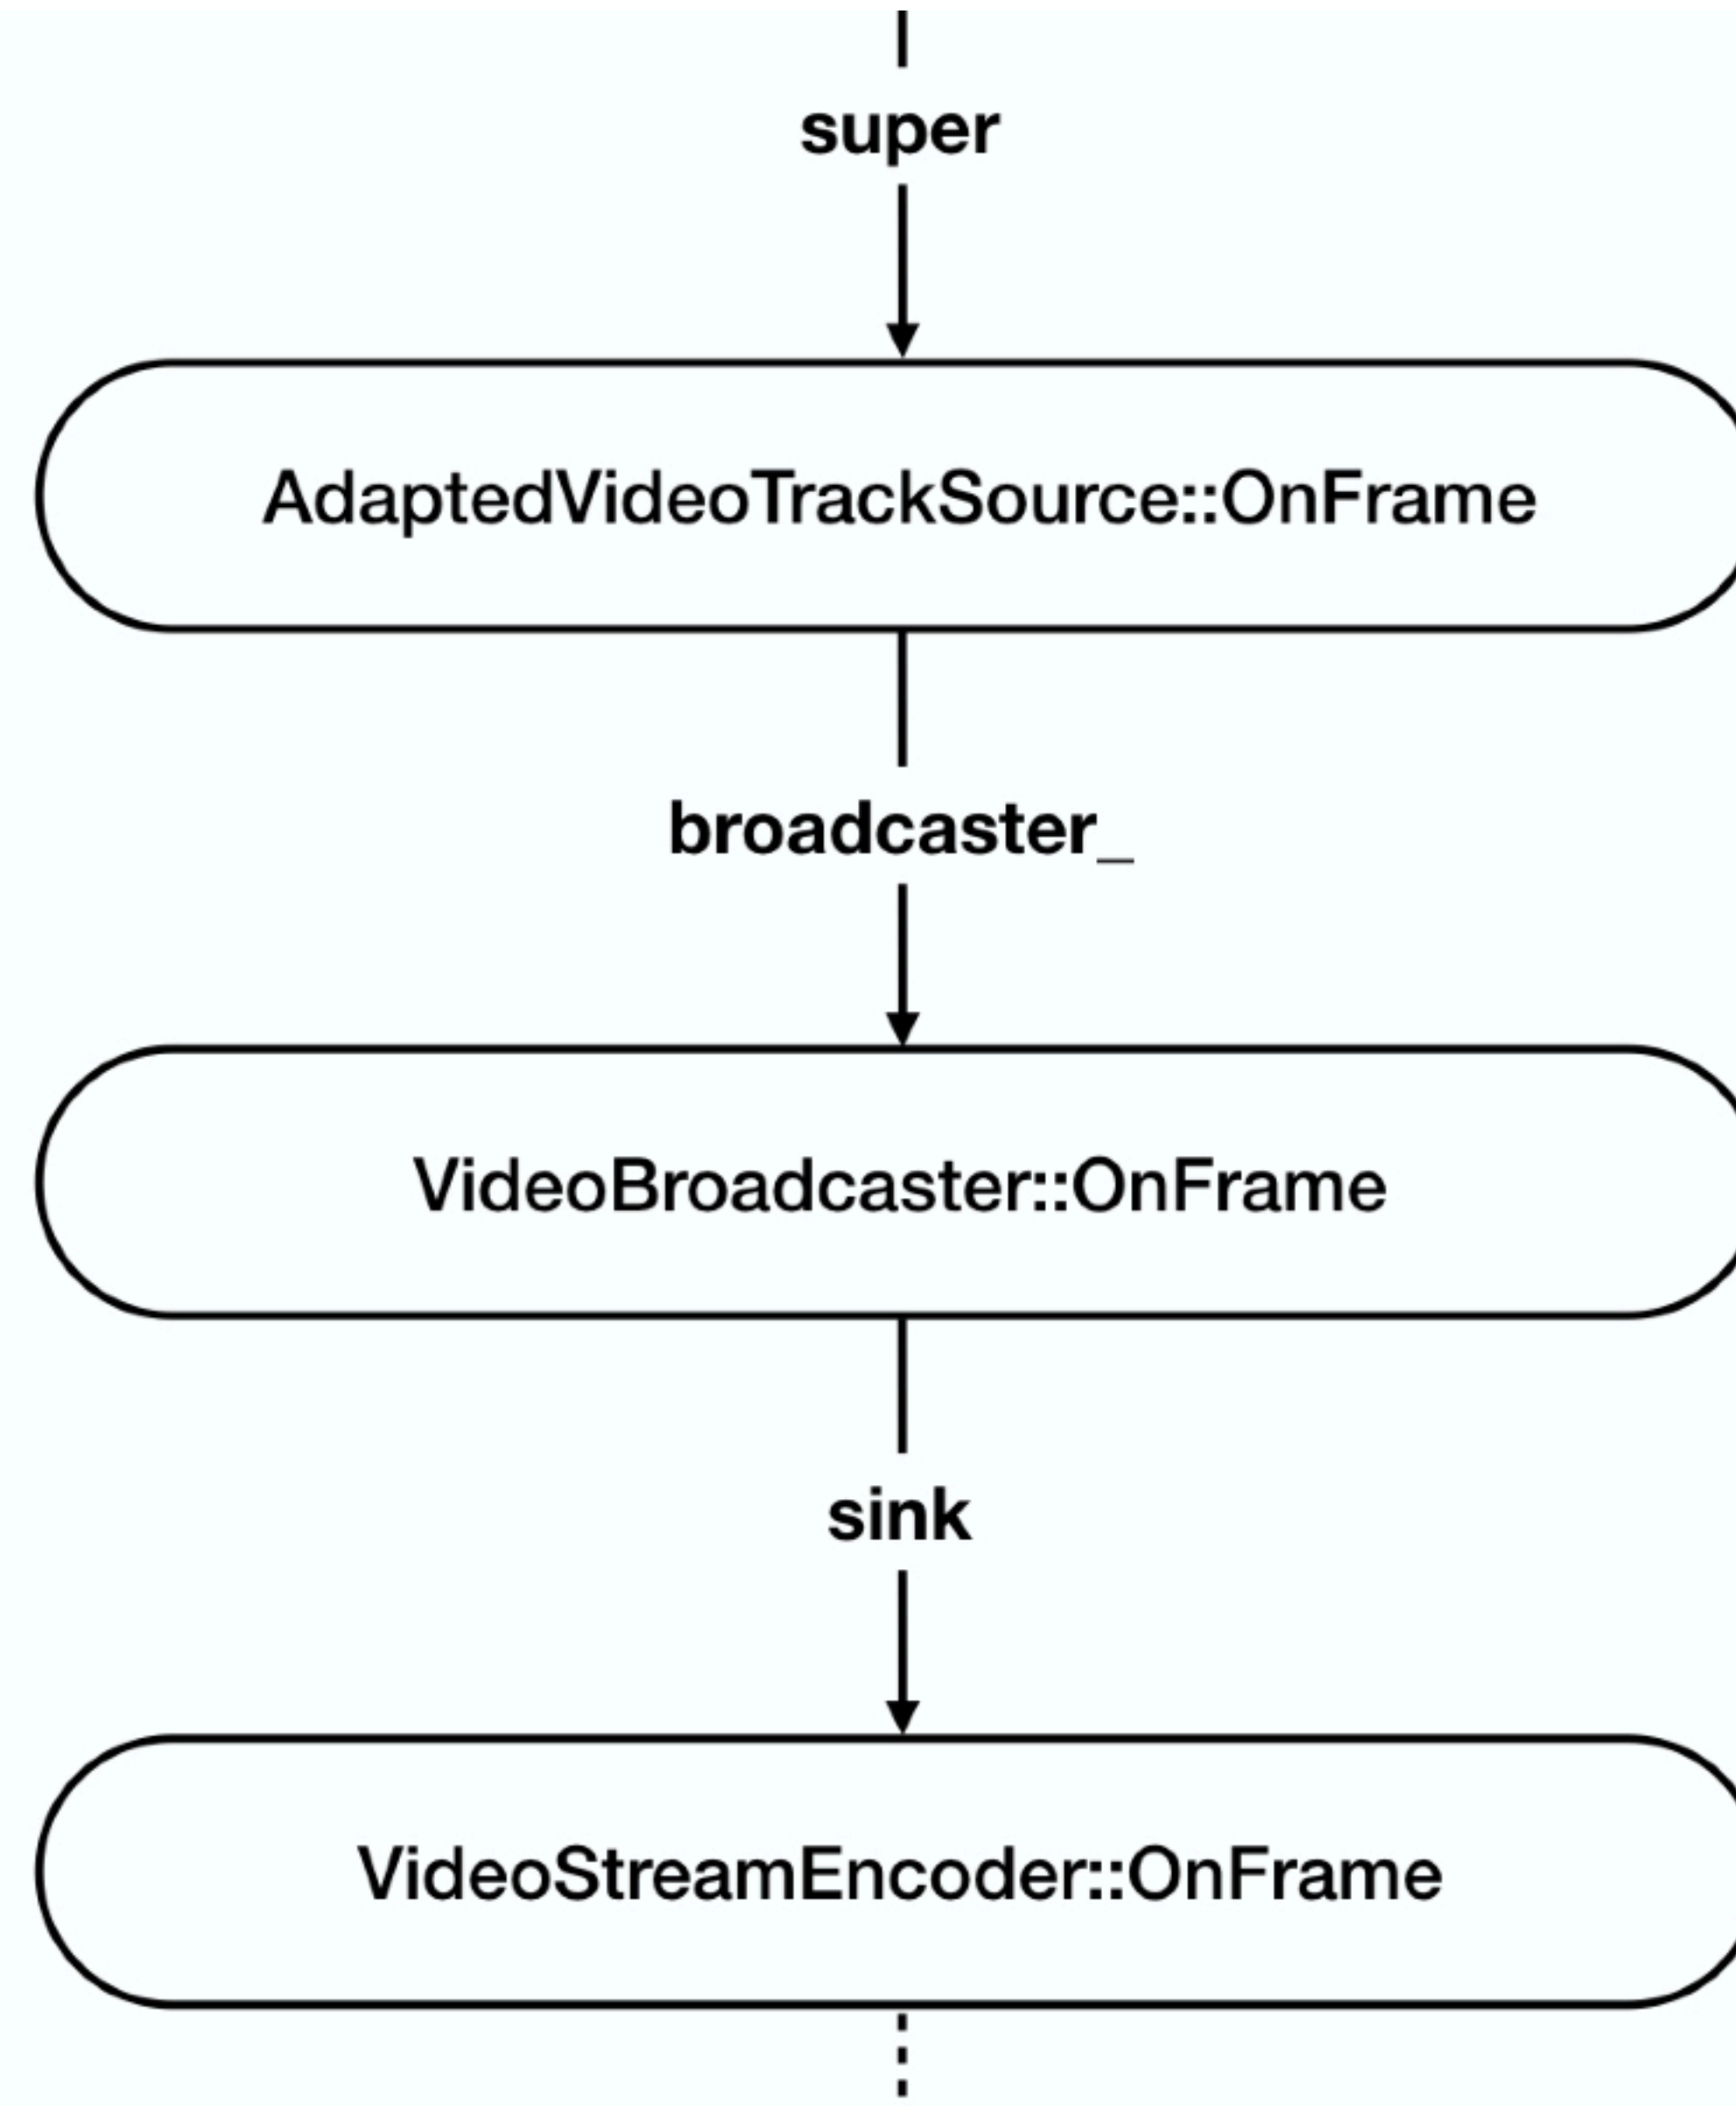 super
AdaptedVideoTrackSource::OnFrame
broadcaster_
VideoBroadcaster::OnFrame
sink
VideoStreamEncoder::OnFrame